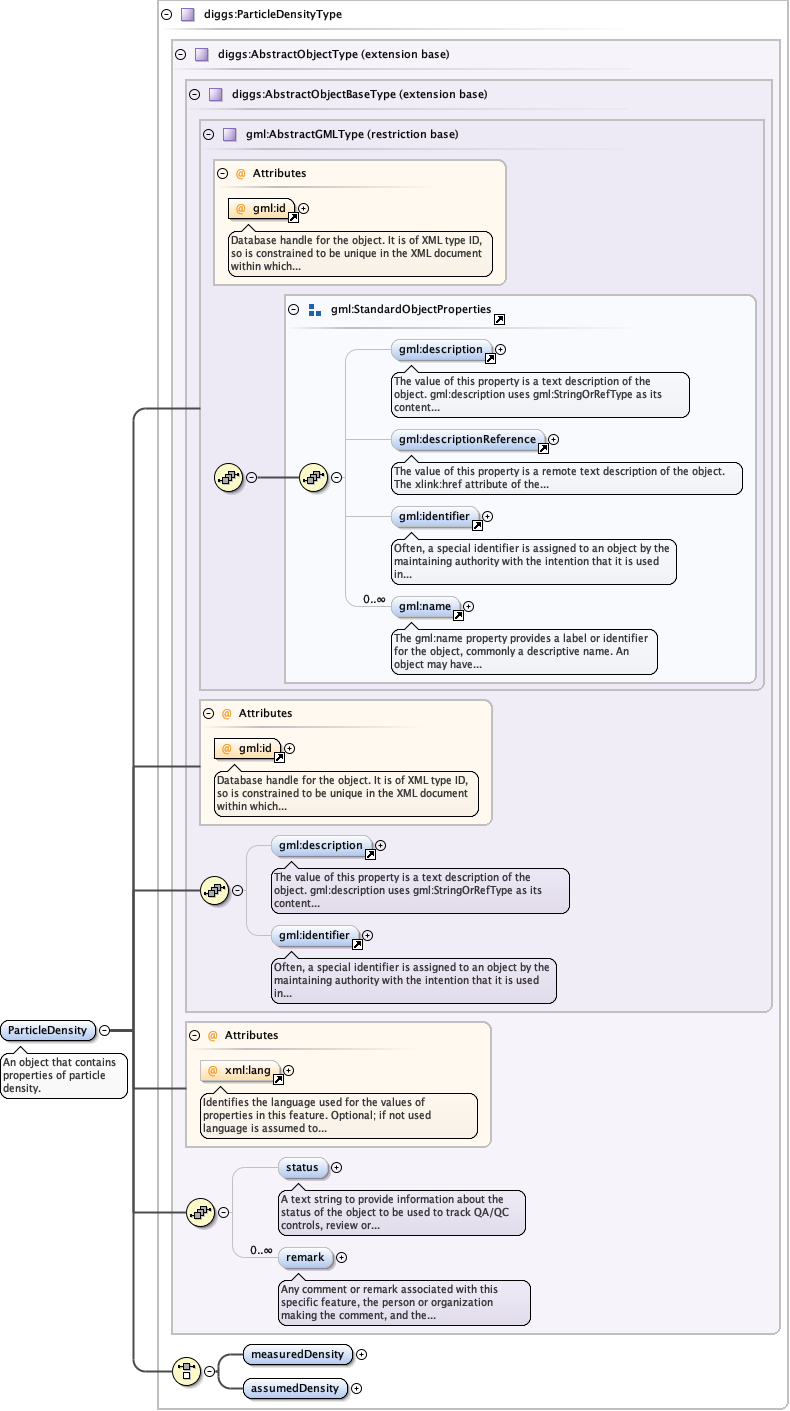 diggs:ParticleDensityType
diggs:AbstractObjectType (extension base)
diggs:AbstractObjectBaseType (extension base)
gml:AbstractGMLType (restriction base)
@ Attributes
@ gml:id
Database handle for the object. It is of XML type ID,
so is constrained to be unique in the XML document
within which...
gml:StandardObjectProperties
gml:description
The value of this property is a text description of the
object. gml:description uses gml:StringOrRefType as its
content...
gml:descriptionReference
The value of this property is a remote text description of the object.
The xlink:href attribute of the...
gml:identifier
Often, a special identifier is assigned to an object by the
maintaining authority with the intention that it is used
in...
0..∞
gml:name
The gml:name property provides a label or identifier
for the object, commonly a descriptive name. An
object may have...
@ Attributes
@ gml:id
Database handle for the object. It is of XML type ID,
so is constrained to be unique in the XML document
within which...
gml:description
The value of this property is a text description of the
object. gml:description uses gml:StringOrRefType as its
content...
gml:identifier
Often, a special identifier is assigned to an object by the
maintaining authority with the intention that it is used
in...
ParticleDensity
An object that contains
properties of particle
density.
@ Attributes
@ xml:lang
Identifies the language used for the values of
properties in this feature. Optional; if not used
language is assumed to...
status
A text string to provide information about the
status of the object to be used to track QA/QC
controls, review or...
0..∞
remark
Any comment or remark associated with this
specific feature, the person or organization
making the comment, and the...
measuredDensity
assumedDensity